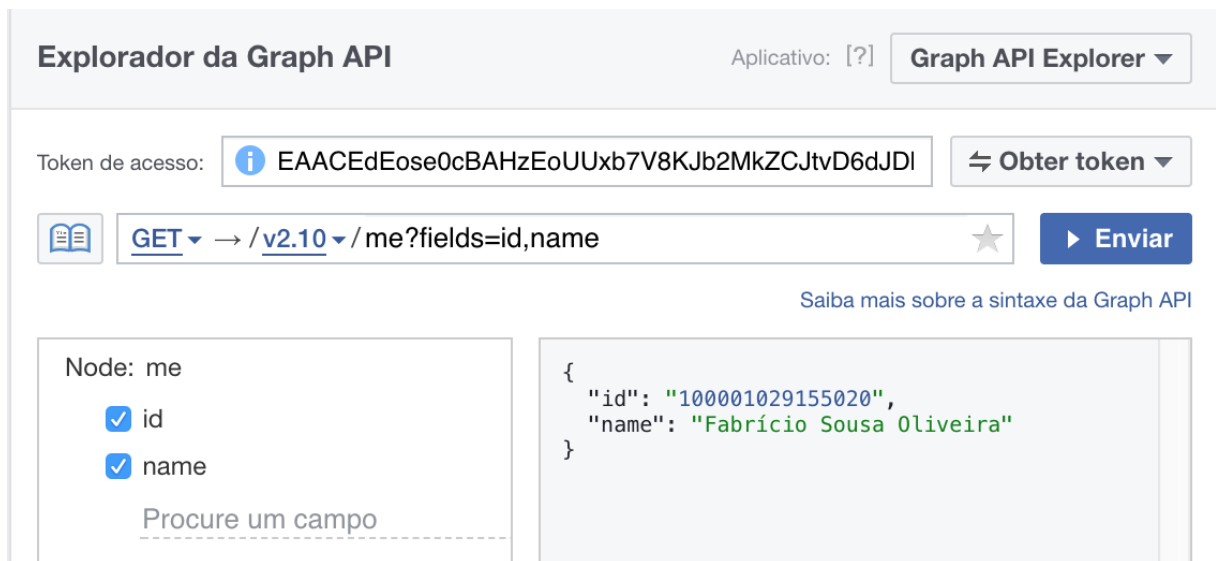 Explorador da Graph API
Aplicativo: [?] Graph API Explorer
Token de acesso: EAACEdEose0cBAHzEoUUxb7V8KJb2MkZCJtvD6dJDl Obter token
GET → / v2.10 / me?fields=id,name Enviar
Saiba mais sobre a sintaxe da Graph API
Node: me
id
name
Procure um campo
{
"id": "100001029155020",
"name": "Fabrício Sousa Oliveira"
}